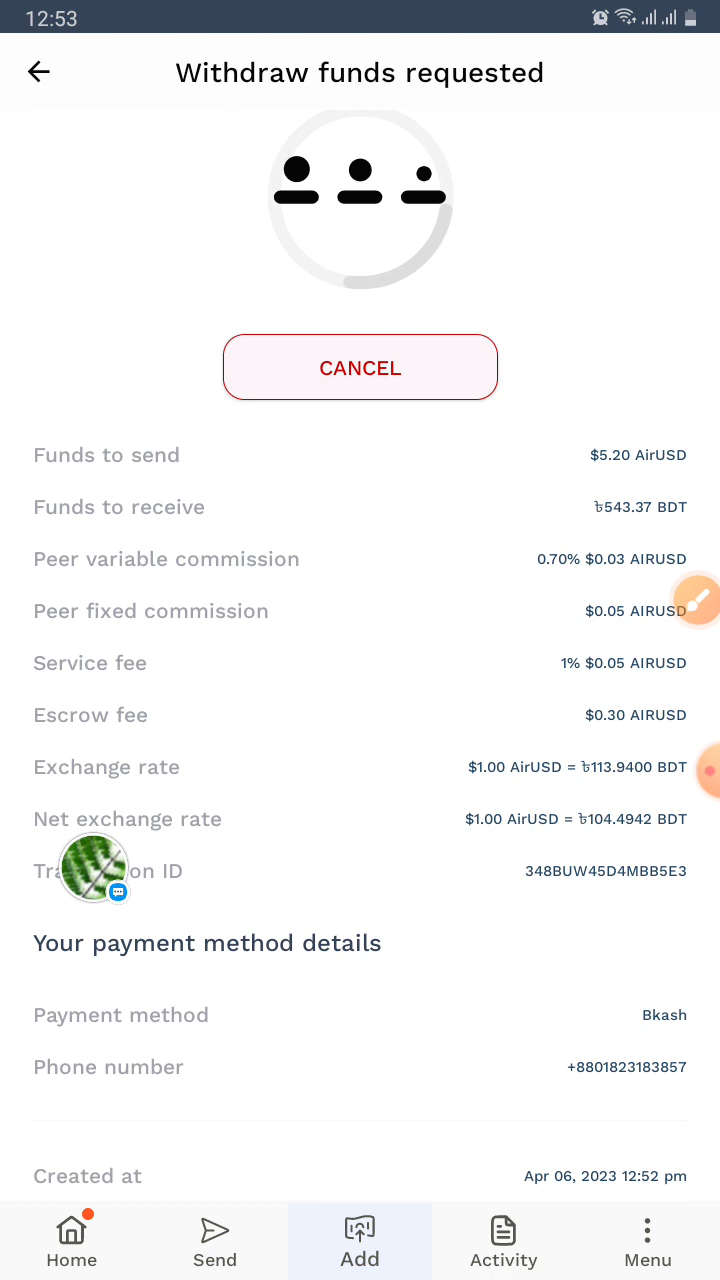 12:53
Withdraw funds requested
CANCEL
Funds to send $5.20 AirUSD
Funds to receive ৳543.37 BDT
Peer variable commission 0.70% $0.03 AIRUSD
Peer fixed commission $0.05 AIRUSD
Service fee 1% $0.05 AIRUSD
Escrow fee $0.30 AIRUSD
Exchange rate $1.00 AirUSD = ৳113.9400 BDT
Net exchange rate $1.00 AirUSD = ৳104.4942 BDT
ID 348BUW45D4MBB5E3
Your payment method details
Payment method Bkash
Phone number +8801823183857
Created at Apr 06, 2023 12:52 pm
Home Send Add Activity Menu